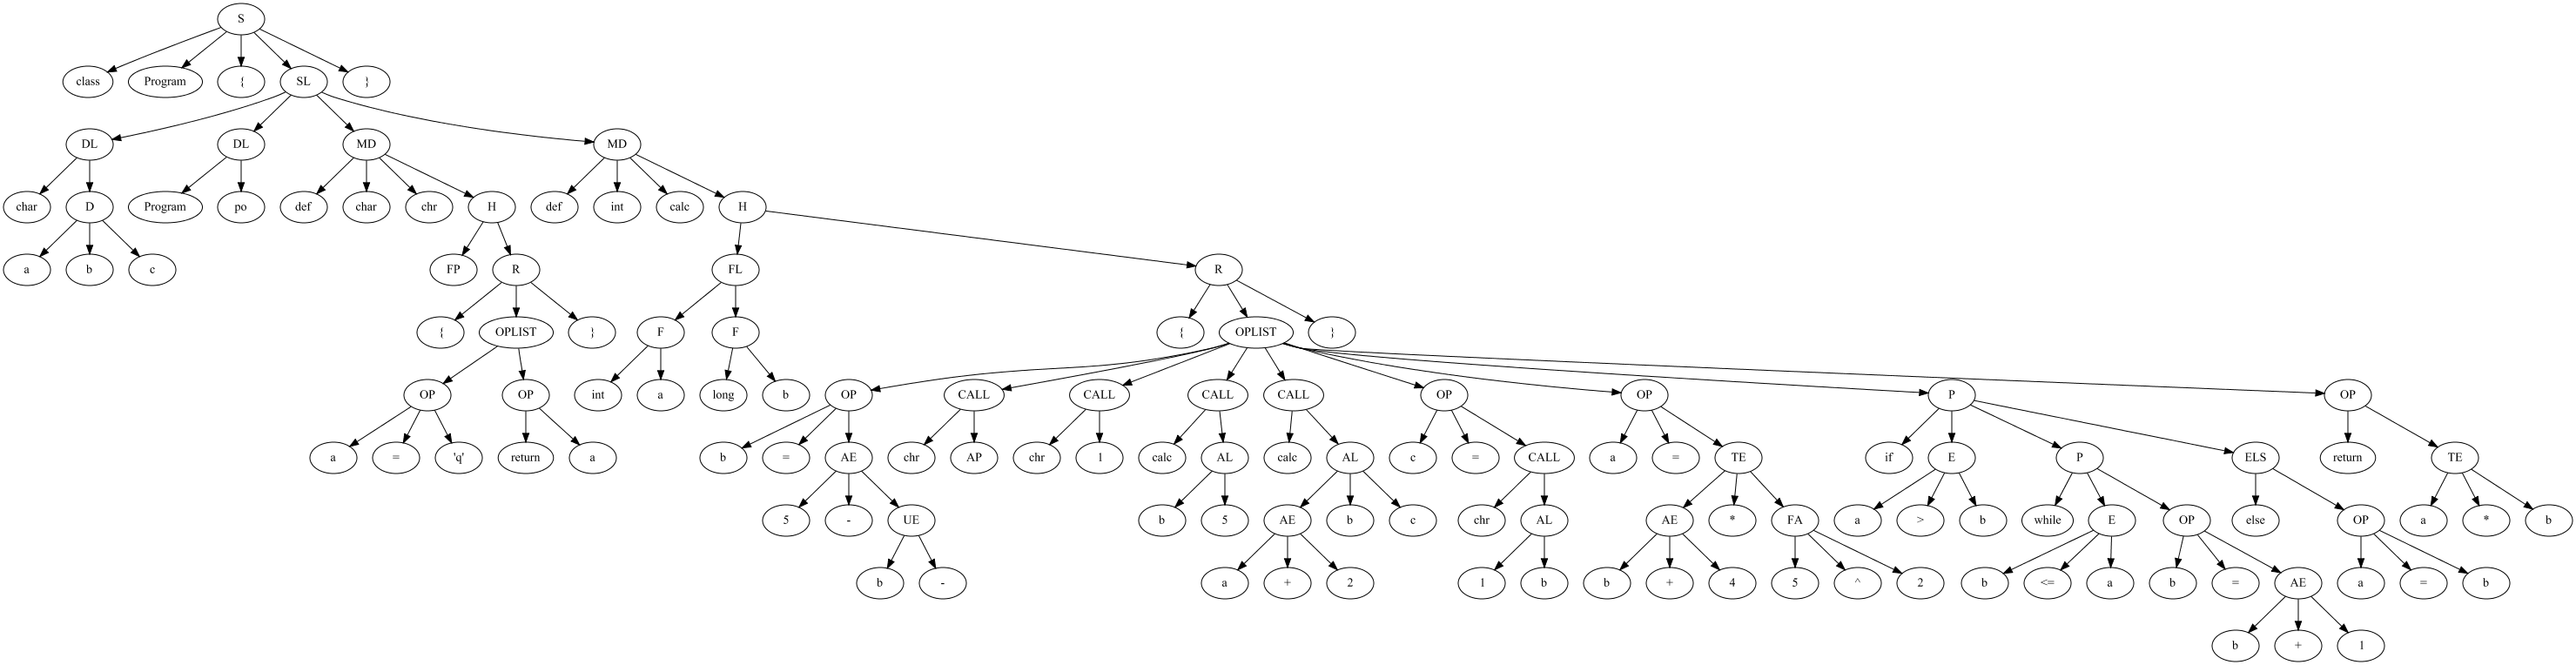 S
class Program { SL }
DL DL MD MD
char D Program po def char chr H def int calc H
a b c FP R FL R
{ OPLIST } F F { OPLIST }
OP OP int a long b OP CALL CALL CALL CALL OP OP P OP
a = 'q' return a b = AE chr AP chr 1 calc AL calc AL c = CALL a = TE if E P ELS return TE
5 - UE b 5 AE b c chr AL AE * FA a > b while E OP else OP a * b
b - a + 2 1 b b + 4 5 ^ 2 b <= a b = AE a = b
b + 1